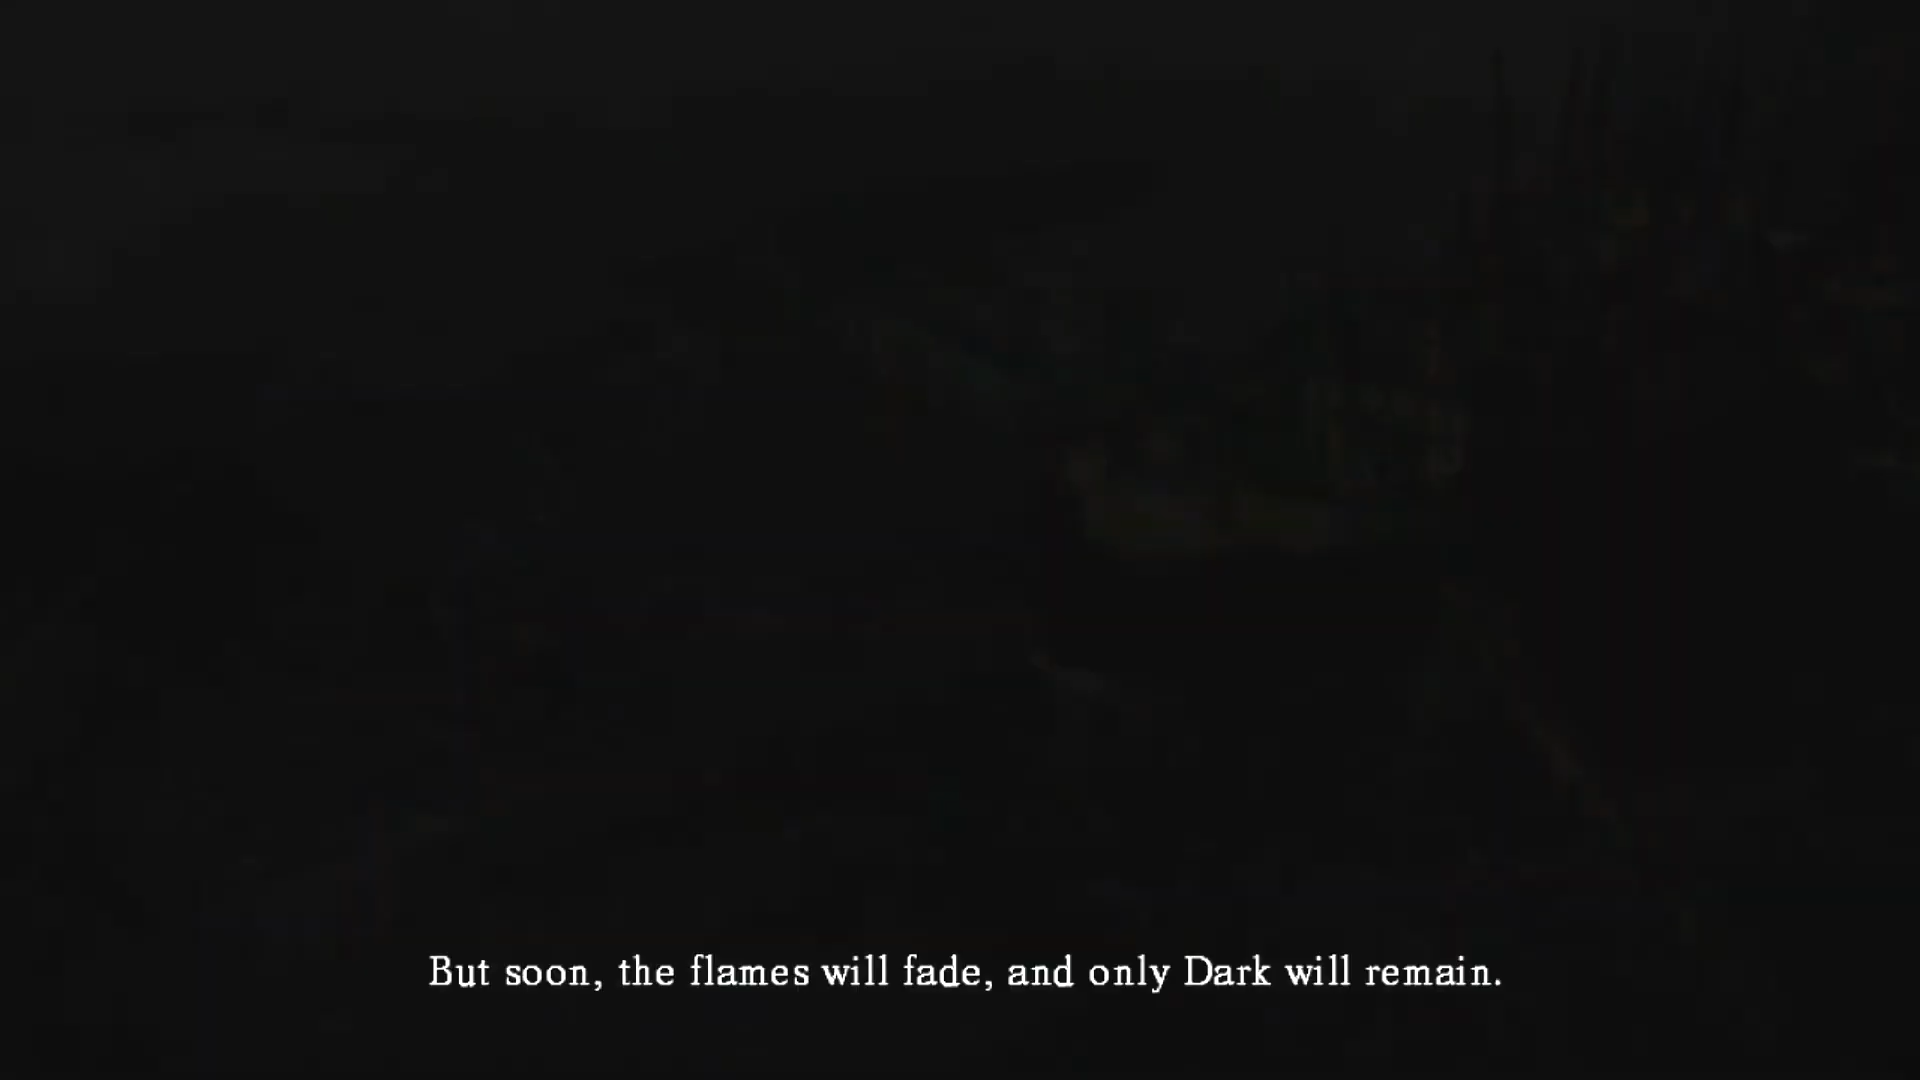 But soon, the flames will fade, and only Dark will remain.